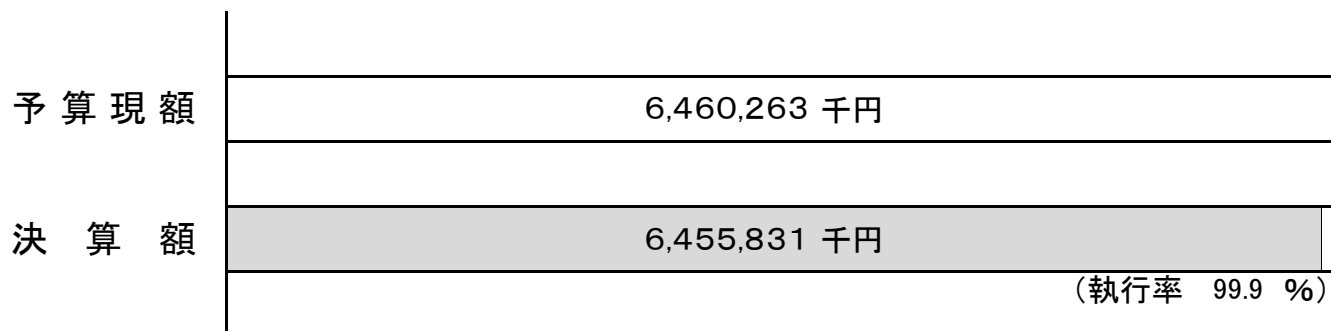 予算現額 6,460,263 千円
決算額 6,455,831 千円
(執行率 99.9 %)